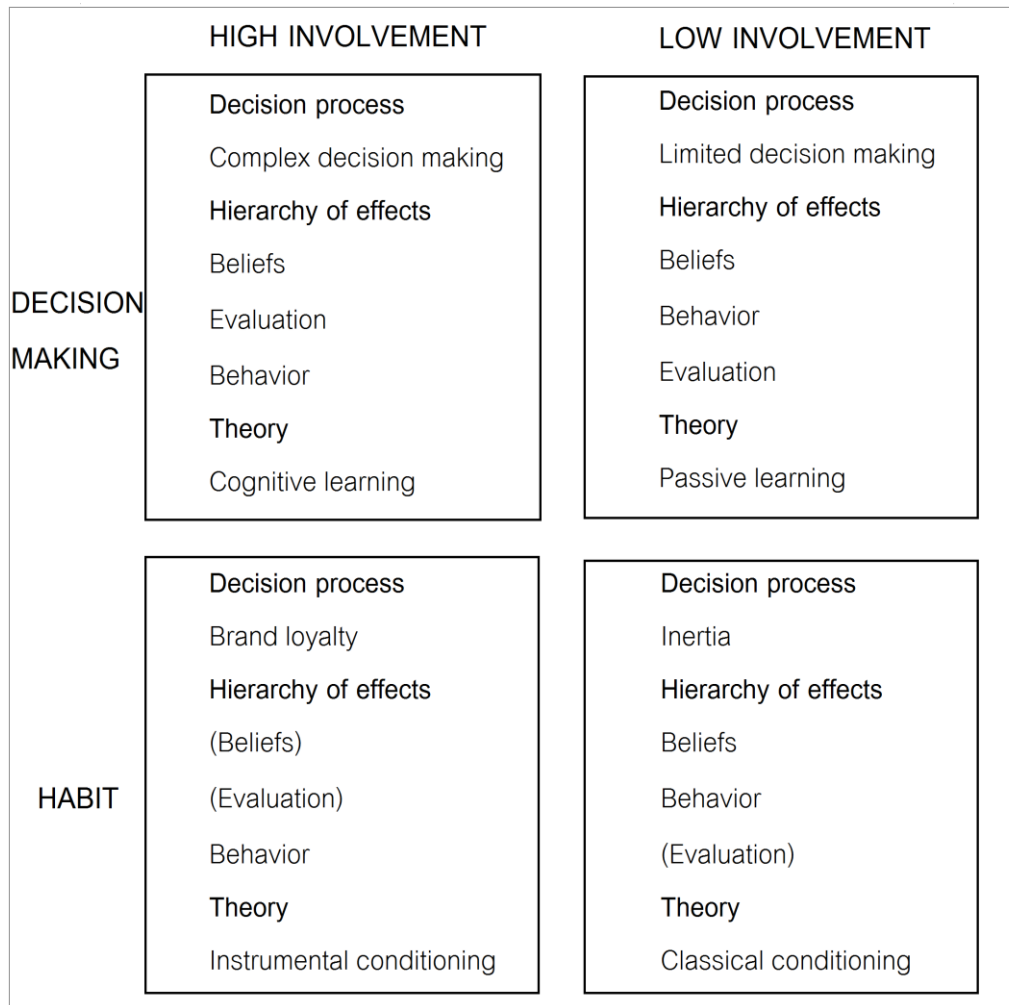 HIGH INVOLVEMENT
LOW INVOLVEMENT
DECISION
MAKING
Decision process
Complex decision making
Hierarchy of effects
Beliefs
Evaluation
Behavior
Theory
Cognitive learning
Decision process
Limited decision making
Hierarchy of effects
Beliefs
Behavior
Evaluation
Theory
Passive learning
HABIT
Decision process
Brand loyalty
Hierarchy of effects
(Beliefs)
(Evaluation)
Behavior
Theory
Instrumental conditioning
Decision process
Inertia
Hierarchy of effects
Beliefs
Behavior
(Evaluation)
Theory
Classical conditioning